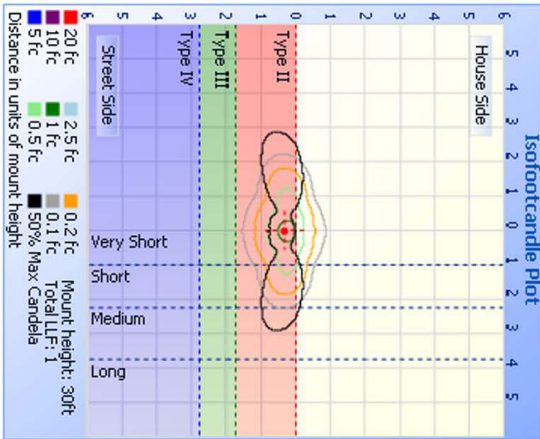 Isofootcandle Plot
5 4 3 2 1 0 1 2 3 4 5
6
5
4
3
2
1
0
1
2
3
4
5
6
House Side
Type II
Type III
Type IV
Street Side
Very Short
Short
Medium
Long
20 fc
10 fc
5 fc
2.5 fc
1 fc
0.5 fc
0.2 fc
0.1 fc
50% Max Candela
Mount height: 30ft
Total LLF: 1
Distance in units of mount height